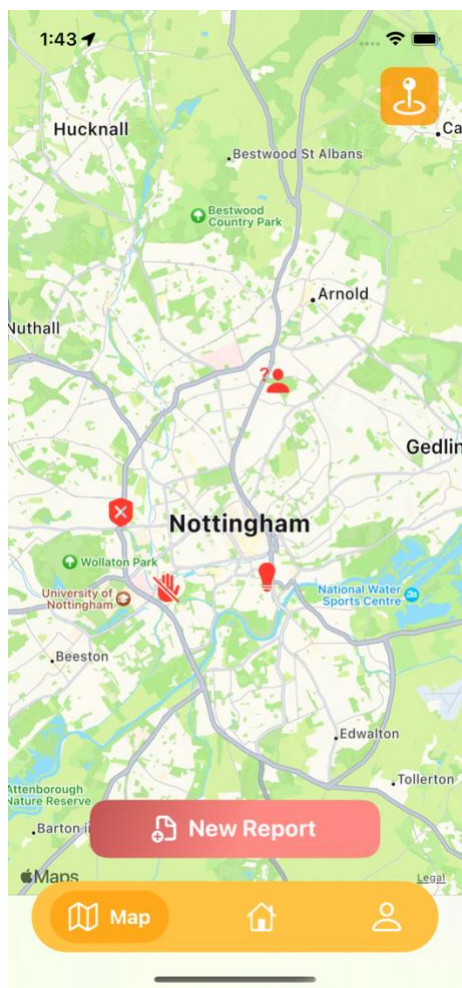 1:43
Hucknall
Ca
Bestwood St Albans
Bestwood
Country Park
Arnold
Nuthall
?
Gedlin
Nottingham
Wollaton Park
University of
Nottingham
National Water
Sports Centre
Beeston
Edwalton
Tollerton
Attenborough
Nature Reserve
Barton i
New Report
Maps
Legal
Map